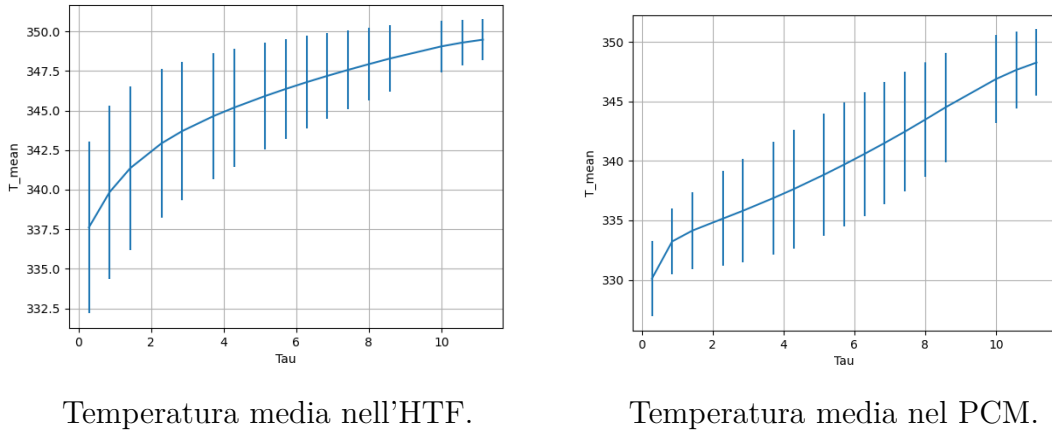 350.0
347.5
345.0
342.5
340.0
337.5
335.0
332.5
T_mean
0 2 4 6 8 10
Tau
Temperatura media nell'HTF.
350
345
340
335
330
T_mean
0 2 4 6 8 10
Tau
Temperatura media nel PCM.